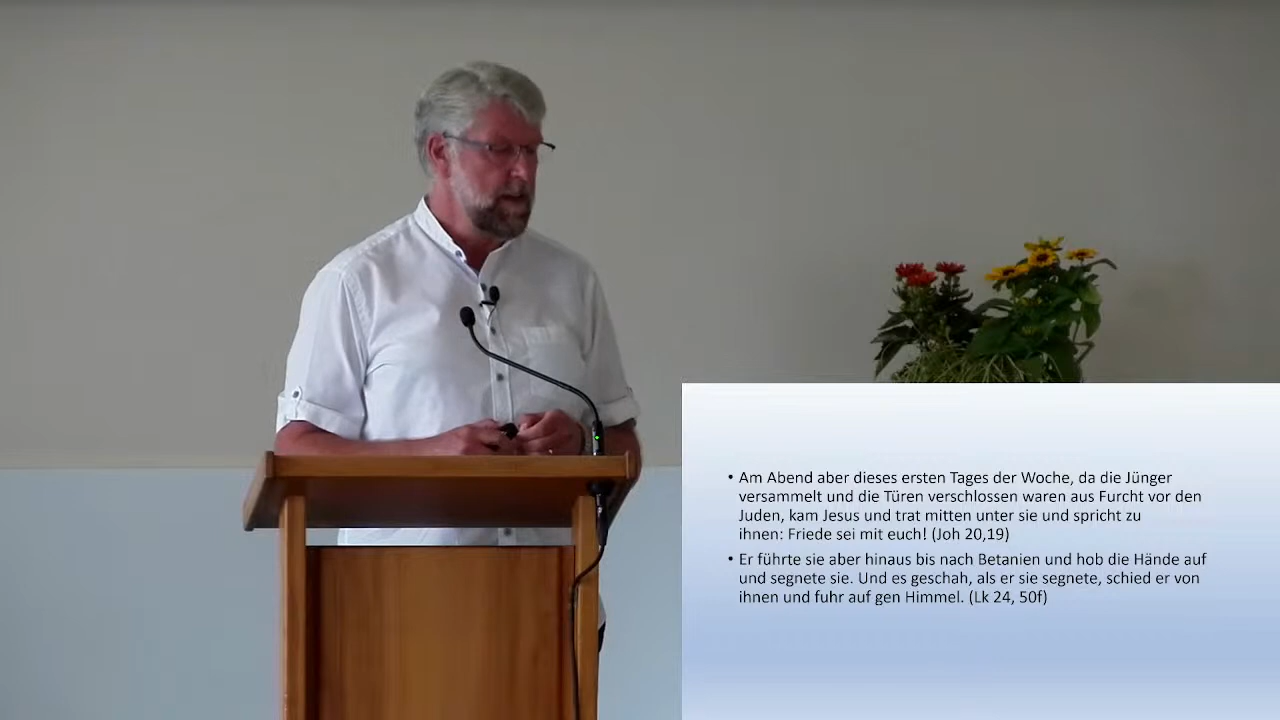 • Am Abend aber dieses ersten Tages der Woche, da die Jünger
versammelt und die Türen verschlossen waren aus Furcht vor den
Juden, kam Jesus und trat mitten unter sie und spricht zu
ihnen: Friede sei mit euch! (Joh 20,19)
• Er führte sie aber hinaus bis nach Betanien und hob die Hände auf
und segnete sie. Und es geschah, als er sie segnete, schied er von
ihnen und fuhr auf gen Himmel. (Lk 24, 50f)